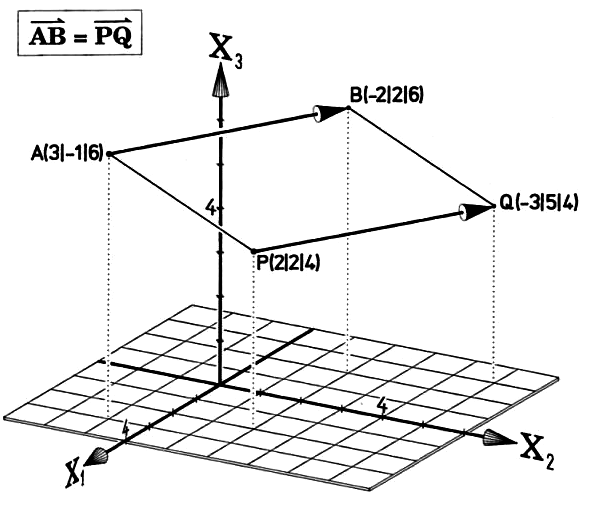 AB = PQ
X3
B(-2|2|6)
A(3|-1|6)
Q(-3|5|4)
4
P(2|2|4)
4
4
X1
X2